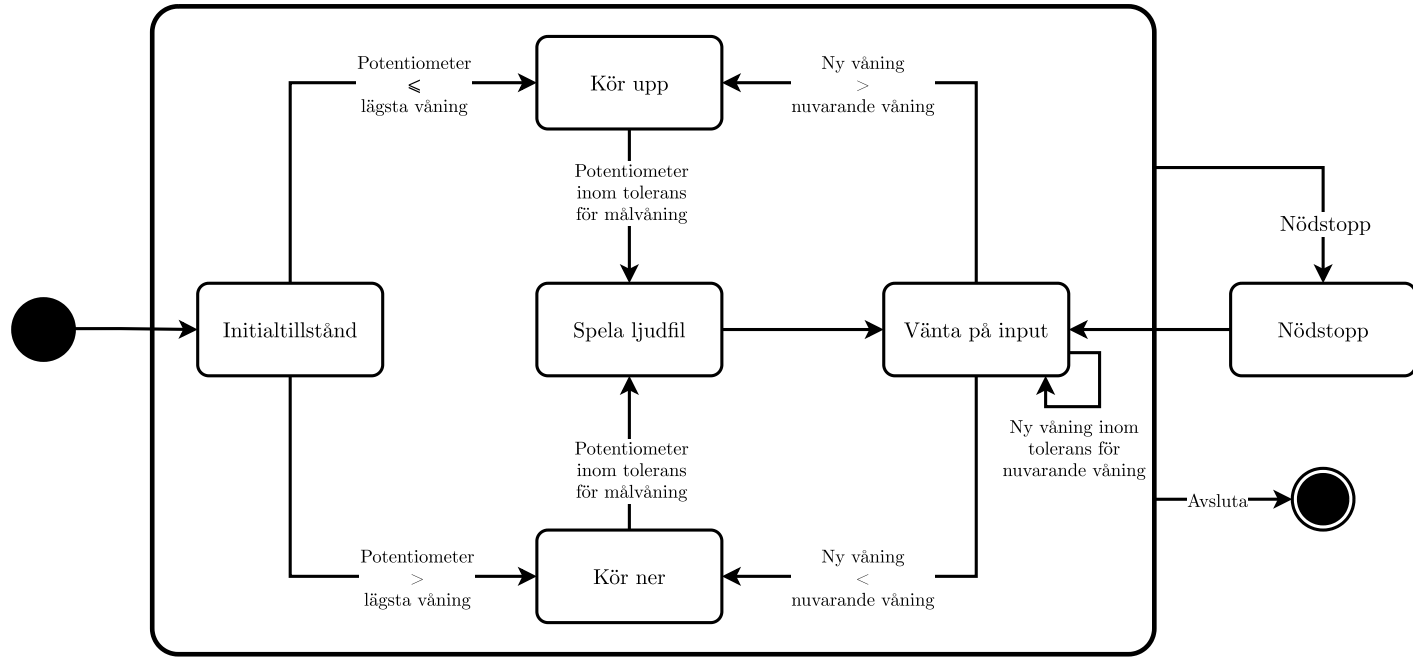 Potentiometer
⩽
lägsta våning
Kör upp
Ny våning
>
nuvarande våning
Potentiometer
inom tolerans
för målvåning
Nödstopp
Initialtillstånd
Spela ljudfil
Vänta på input
Nödstopp
Ny våning inom
tolerans för
nuvarande våning
Potentiometer
inom tolerans
för målvåning
Avsluta
Potentiometer
>
lägsta våning
Kör ner
Ny våning
<
nuvarande våning